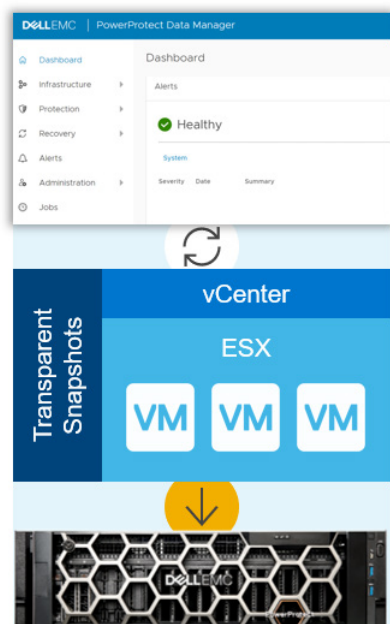 DELLEMC | PowerProtect Data Manager
Dashboard
Infrastructure
Protection
Recovery
Alerts
Administration
Jobs
Dashboard
Alerts
Healthy
System
Severity Date Summary
Transparent
Snapshots
vCenter
ESX
VM VM VM
DELLEMC
PowerProtect